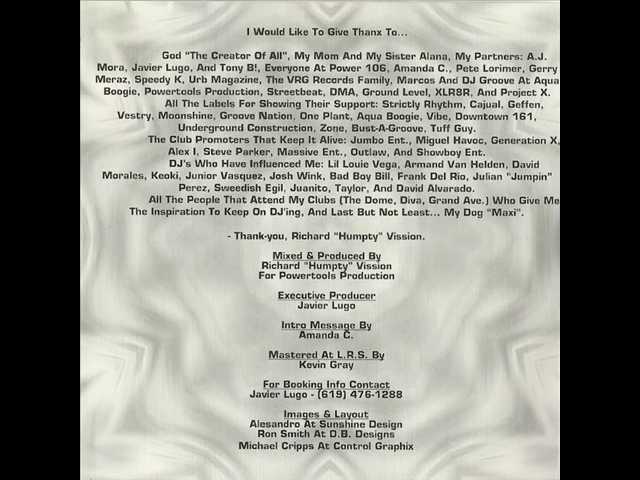 I Would Like To Give Thanx To...
God "The Creator Of All", My Mom And My Sister Alana, My Partners: A.J.
Mora, Javier Lugo, And Tony B!, Everyone At Power 106, Amanda C., Pete Lorimer, Gerry
Meraz, Speedy K, Urb Magazine, The VRG Records Family, Marcos And DJ Groove At Aqua
Boogie, Powertools Production, Streetbeat, DMA, Ground Level, XLR8R, And Project X.
All The Labels For Showing Their Support: Strictly Rhythm, Cajual, Geffen,
Vestry, Moonshine, Groove Nation, One Plant, Aqua Boogie, Vibe, Downtown 161,
Underground Construction, Zone, Bust-A-Groove, Tuff Guy.
The Club Promoters That Keep It Alive: Jumbo Ent., Miguel Havoc, Generation X,
Alex I, Steve Parker, Massive Ent., Outlaw, And Showboy Ent.
DJ's Who Have Influenced Me: Lil Louie Vega, Armand Van Helden, David
Morales, Keoki, Junior Vasquez, Josh Wink, Bad Boy Bill, Frank Del Rio, Julian "Jumpin"
Perez, Sweedish Egil, Juanito, Taylor, And David Alvarado.
All The People That Attend My Clubs (The Dome, Diva, Grand Ave.) Who Give Me
The Inspiration To Keep On DJ'ing, And Last But Not Least... My Dog "Maxi".
- Thank-you, Richard "Humpty" Vission.
Mixed & Produced By
Richard "Humpty" Vission
For Powertools Production
Executive Producer
Javier Lugo
Intro Message By
Amanda C.
Mastered At L.R.S. By
Kevin Gray
For Booking Info Contact
Javier Lugo - (619) 476-1288
Images & Layout
Alesandro At Sunshine Design
Ron Smith At D.B. Designs
Michael Cripps At Control Graphix